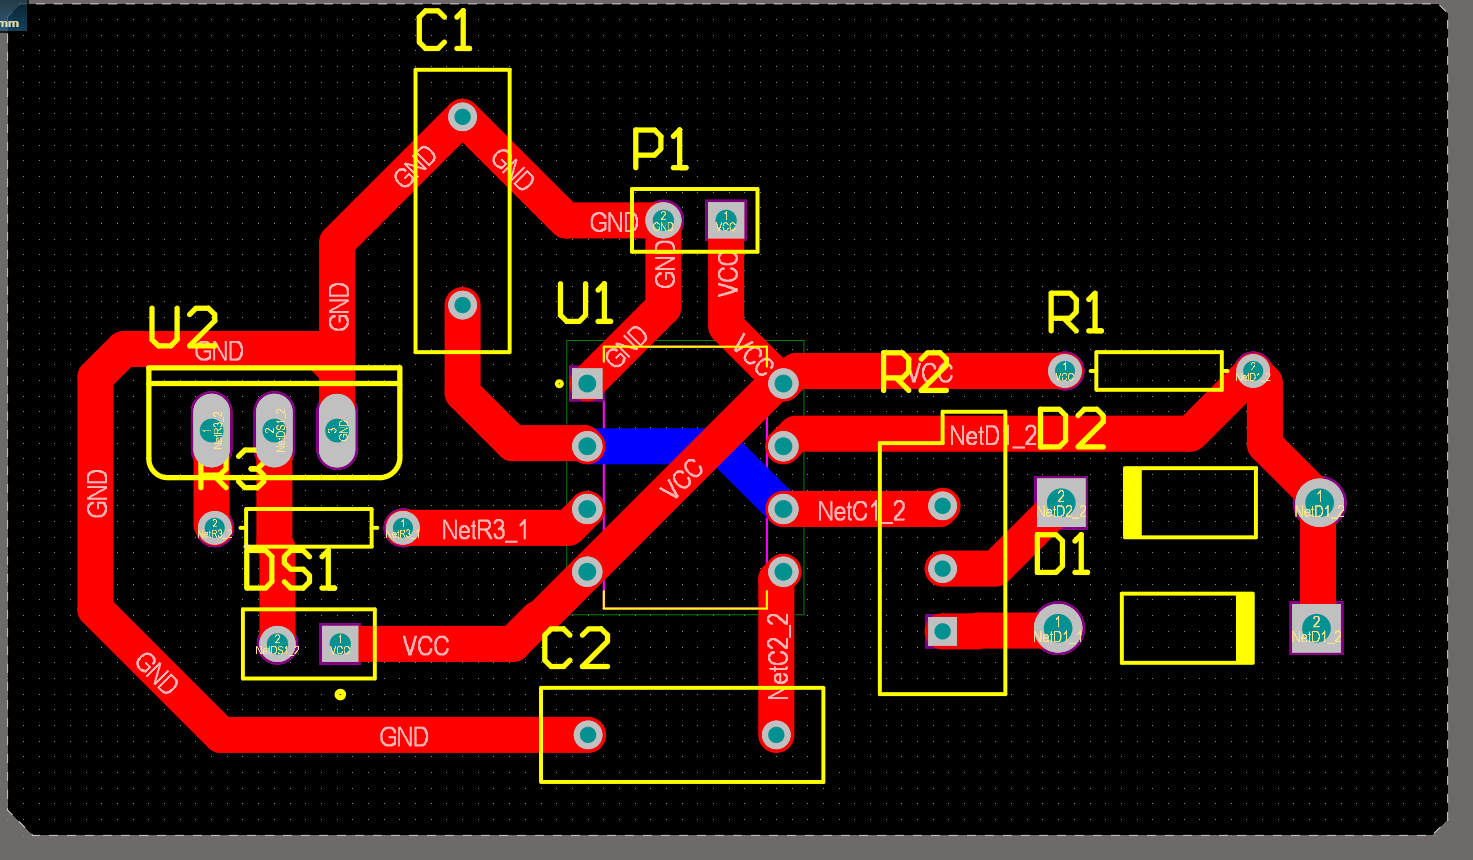 mm
C1
P1
GND
GND
GND
2
GND
1
VCC
GND
VCC
U2
GND
GND
U1
GND
VCC
R1
R2
VCC
1
VCC
2
NetD1_2
1
NetR3_2
2
NetDS1_2
3
GND
NetD1_2
D2
R3
GND
VCC
NetC1_2
2
NetD2_2
1
NetD1_2
2
NetR3_2
1
NetR3_1
NetR3_1
DS1
D1
2
NetDS1_2
1
VCC
VCC
C2
NetC2_2
1
NetD1_1
2
NetD1_2
GND
GND